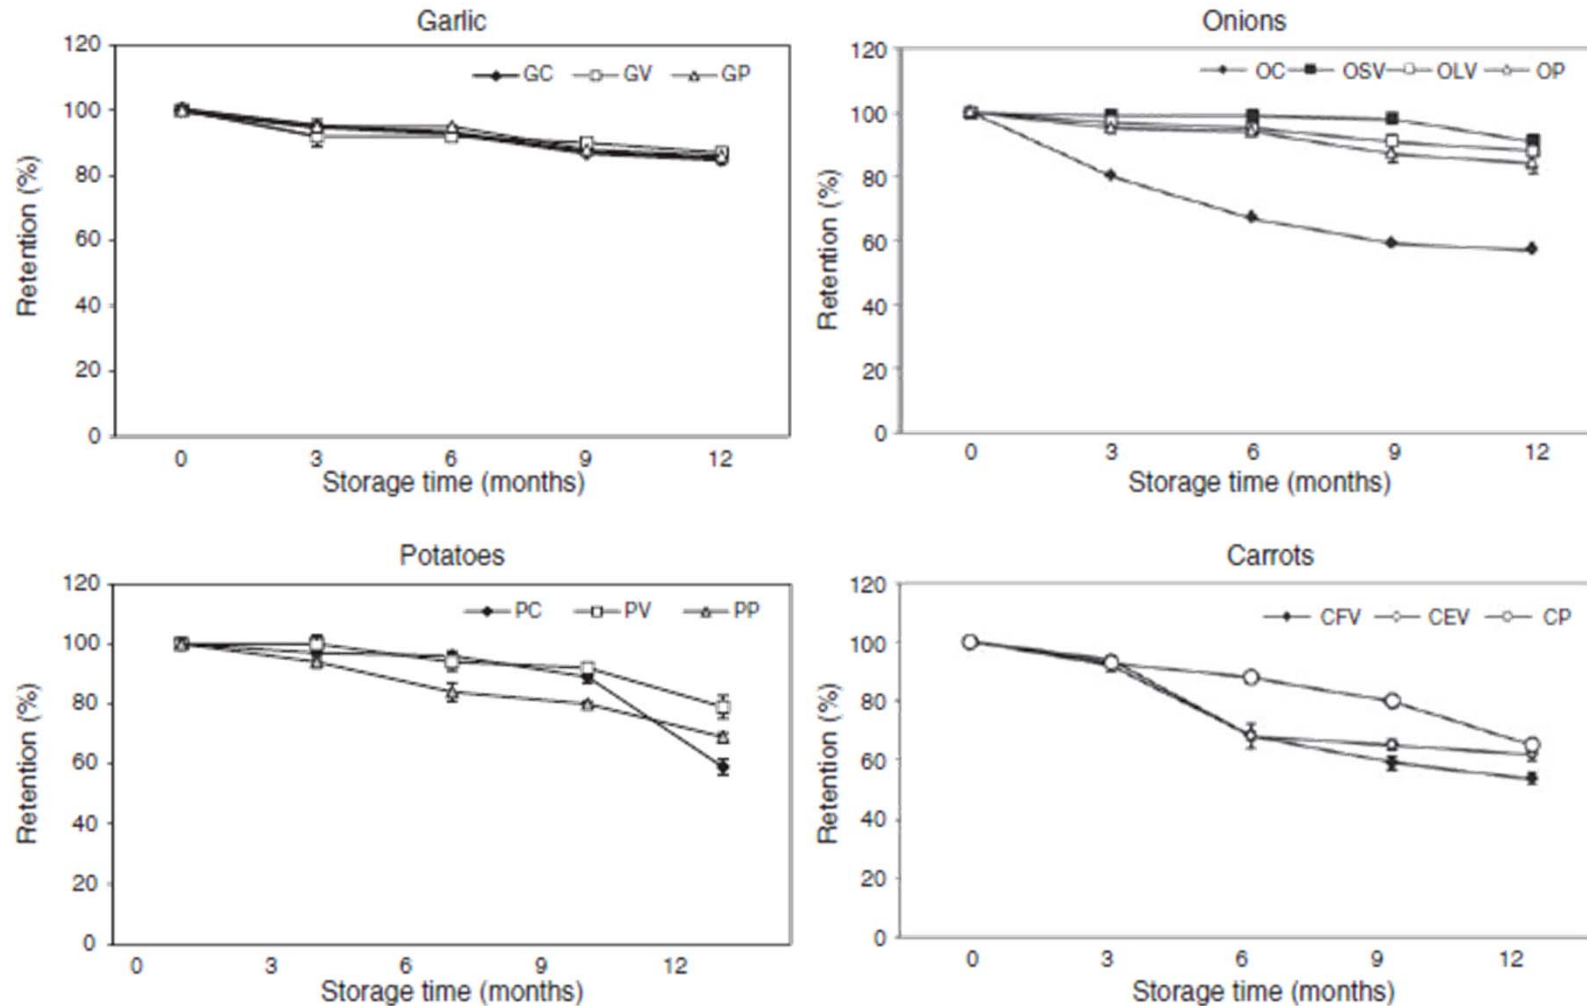 Garlic
120
100
80
60
40
20
0
Retention (%)
GC GV GP
0 3 6 9 12
Storage time (months)
Onions
120
100
80
60
40
20
0
Retention (%)
OC OSV OLV OP
0 3 6 9 12
Storage time (months)
Potatoes
120
100
80
60
40
20
0
Retention (%)
PC PV PP
0 3 6 9 12
Storage time (months)
Carrots
120
100
80
60
40
20
0
Retention (%)
CFV CEV CP
0 3 6 9 12
Storage time (months)